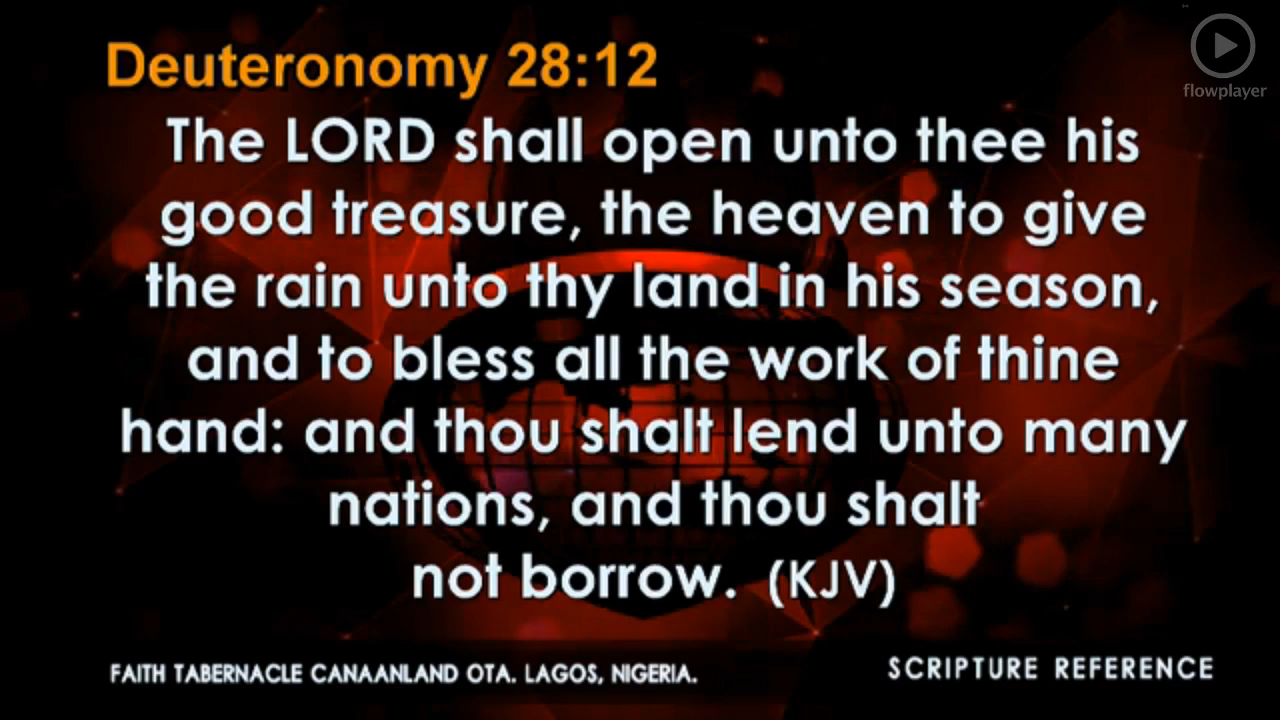 Deuteronomy 28:12
flowplayer
The LORD shall open unto thee his
good treasure, the heaven to give
the rain unto thy land in his season,
and to bless all the work of thine
hand: and thou shalt lend unto many
nations, and thou shalt
not borrow. (KJV)
FAITH TABERNACLE CANAANLAND OTA. LAGOS, NIGERIA.
SCRIPTURE REFERENCE